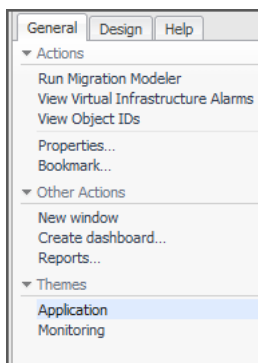 General Design Help
Actions
Run Migration Modeler
View Virtual Infrastructure Alarms
View Object IDs
Properties...
Bookmark...
Other Actions
New window
Create dashboard...
Reports...
Themes
Application
Monitoring